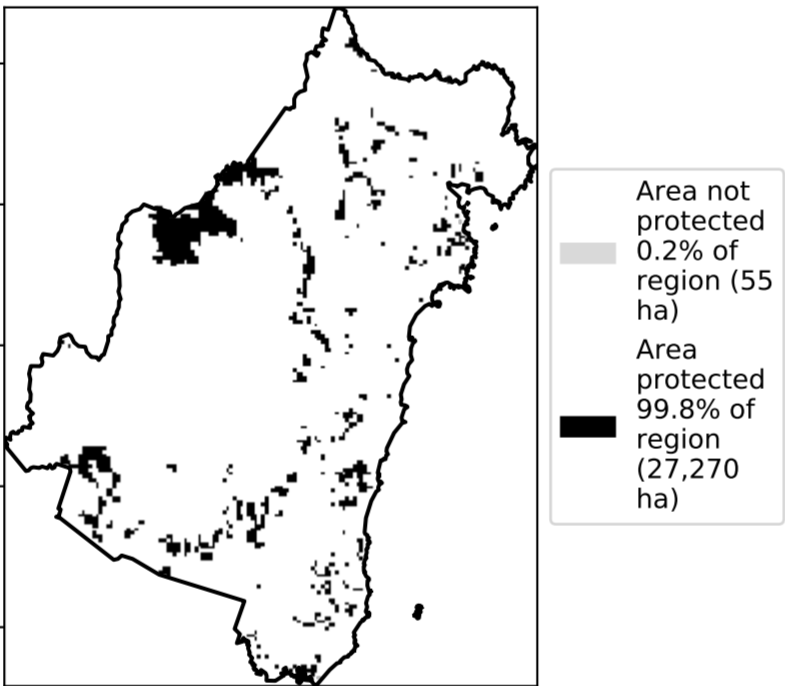 Area not
protected
0.2% of
region (55
ha)
Area
protected
99.8% of
region
(27,270
ha)